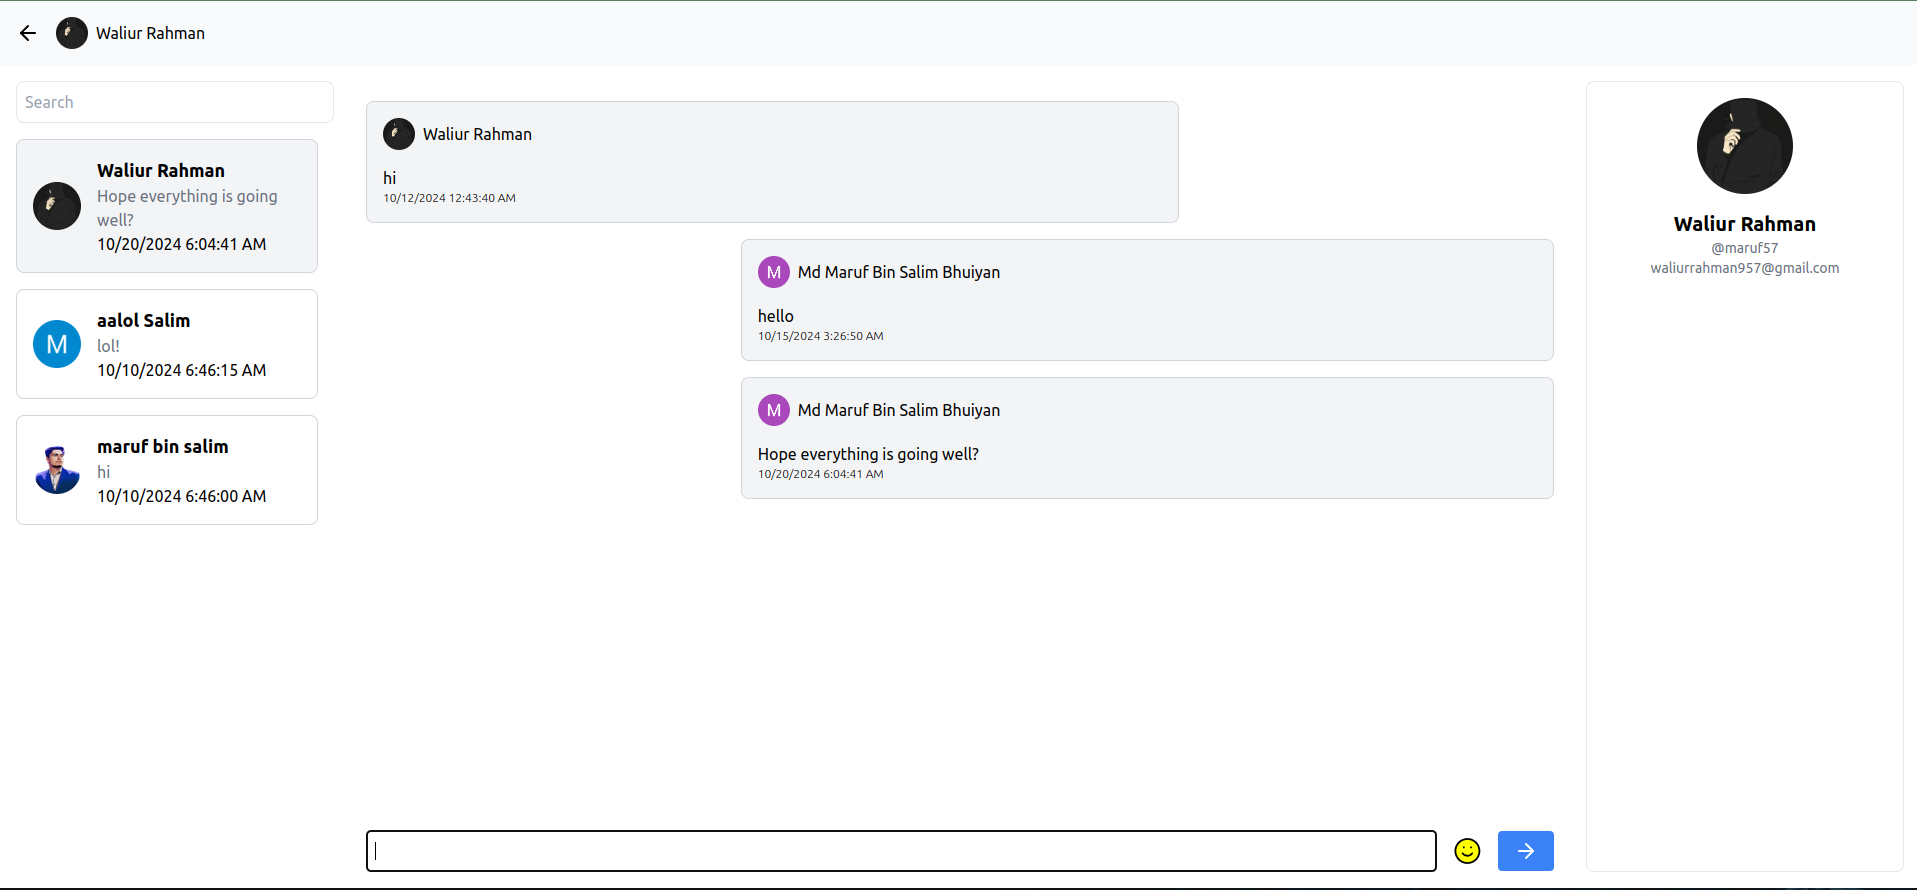 Waliur Rahman
Search
Waliur Rahman
Hope everything is going
well?
10/20/2024 6:04:41 AM
M
aalol Salim
lol!
10/10/2024 6:46:15 AM
maruf bin salim
hi
10/10/2024 6:46:00 AM
Waliur Rahman
hi
10/12/2024 12:43:40 AM
M
Md Maruf Bin Salim Bhuiyan
hello
10/15/2024 3:26:50 AM
M
Md Maruf Bin Salim Bhuiyan
Hope everything is going well?
10/20/2024 6:04:41 AM
Waliur Rahman
@maruf57
waliurrahman957@gmail.com